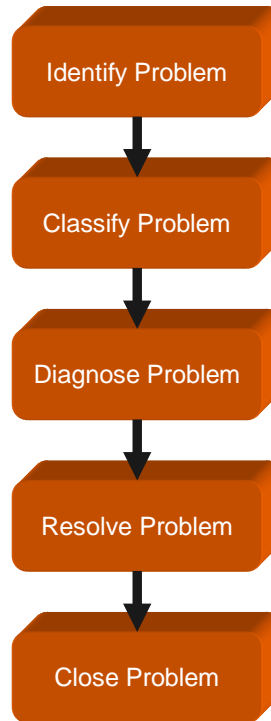 Identify Problem
Classify Problem
Diagnose Problem
Resolve Problem
Close Problem